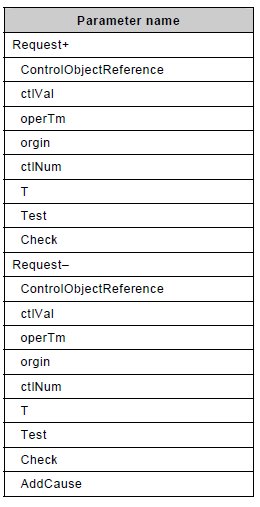 Parameter name
Request+
ControlObjectReference
ctlVal
operTm
orgin
ctlNum
T
Test
Check
Request–
ControlObjectReference
ctlVal
operTm
orgin
ctlNum
T
Test
Check
AddCause